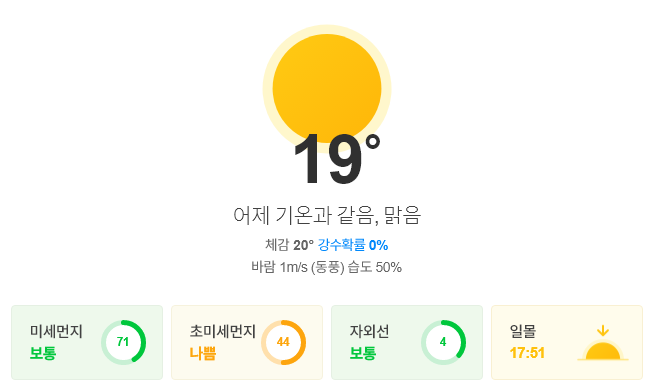 19°
어제 기온과 같음, 맑음
체감 20° 강수확률 0%
바람 1m/s (동풍) 습도 50%
미세먼지
보통
71
초미세먼지
나쁨
44
자외선
보통
4
일몰
17:51